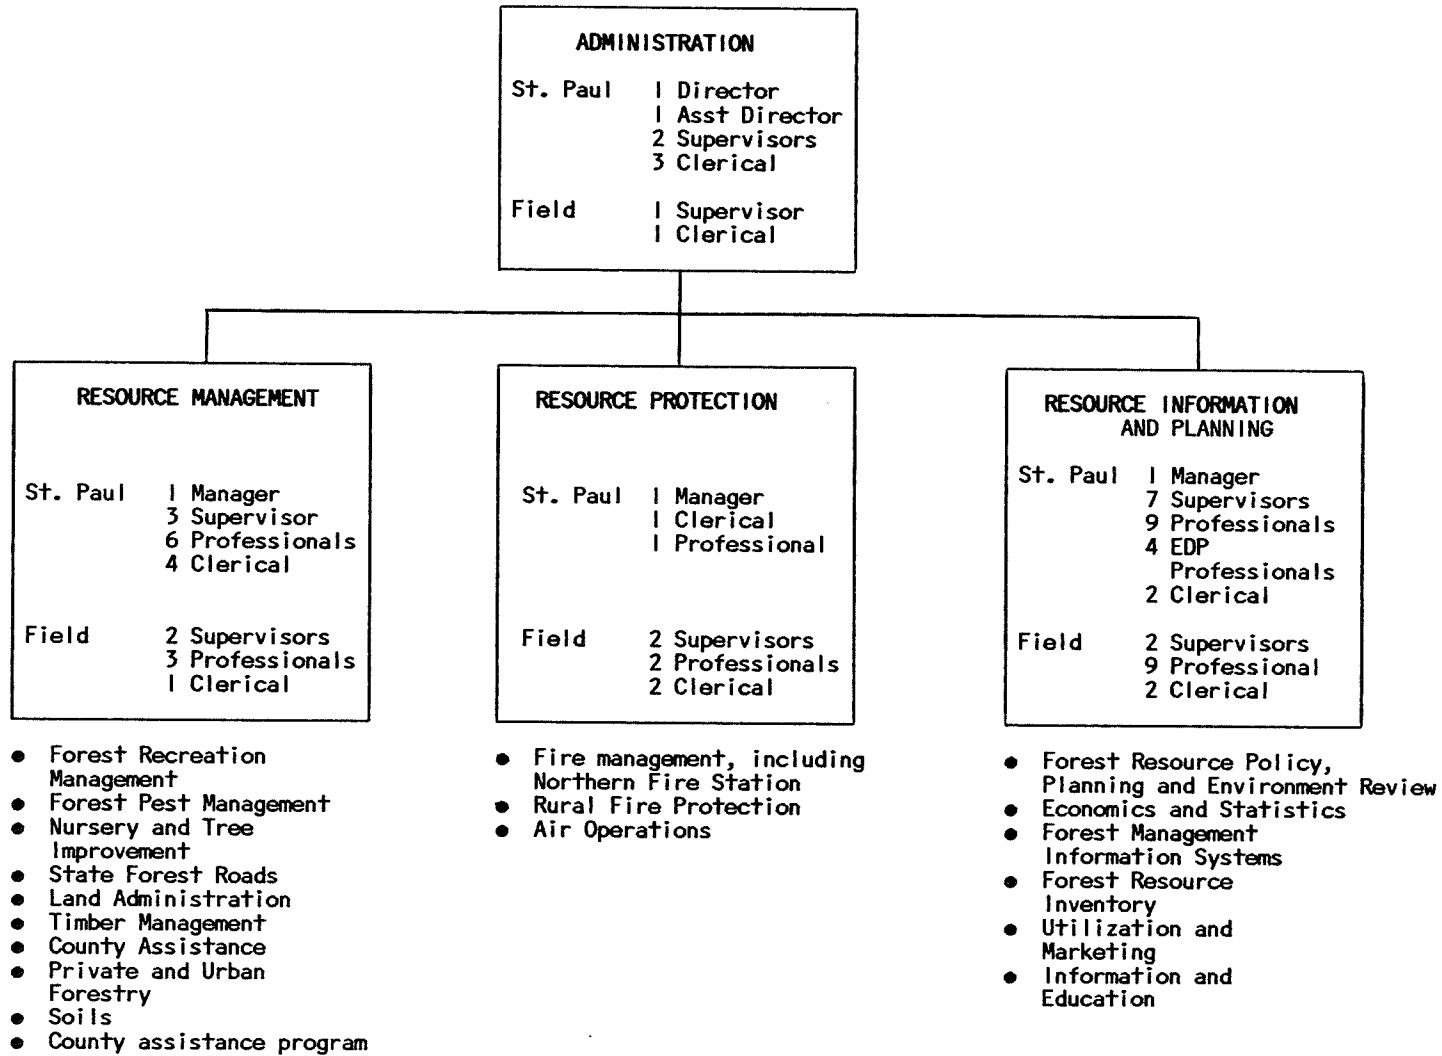 ADMINISTRATION
St. Paul 1 Director
1 Asst Director
2 Supervisors
3 Clerical
Field 1 Supervisor
1 Clerical
RESOURCE MANAGEMENT
St. Paul 1 Manager
3 Supervisor
6 Professionals
4 Clerical
Field 2 Supervisors
3 Professionals
1 Clerical
● Forest Recreation
Management
● Forest Pest Management
● Nursery and Tree
Improvement
● State Forest Roads
● Land Administration
● Timber Management
● County Assistance
● Private and Urban
Forestry
● Soils
● County assistance program
RESOURCE PROTECTION
St. Paul 1 Manager
1 Clerical
1 Professional
Field 2 Supervisors
2 Professionals
2 Clerical
● Fire management, including
Northern Fire Station
● Rural Fire Protection
● Air Operations
RESOURCE INFORMATION
AND PLANNING
St. Paul 1 Manager
7 Supervisors
9 Professionals
4 EDP
Professionals
2 Clerical
Field 2 Supervisors
9 Professional
2 Clerical
● Forest Resource Policy,
Planning and Environment Review
● Economics and Statistics
● Forest Management
Information Systems
● Forest Resource
Inventory
● Utilization and
Marketing
● Information and
Education